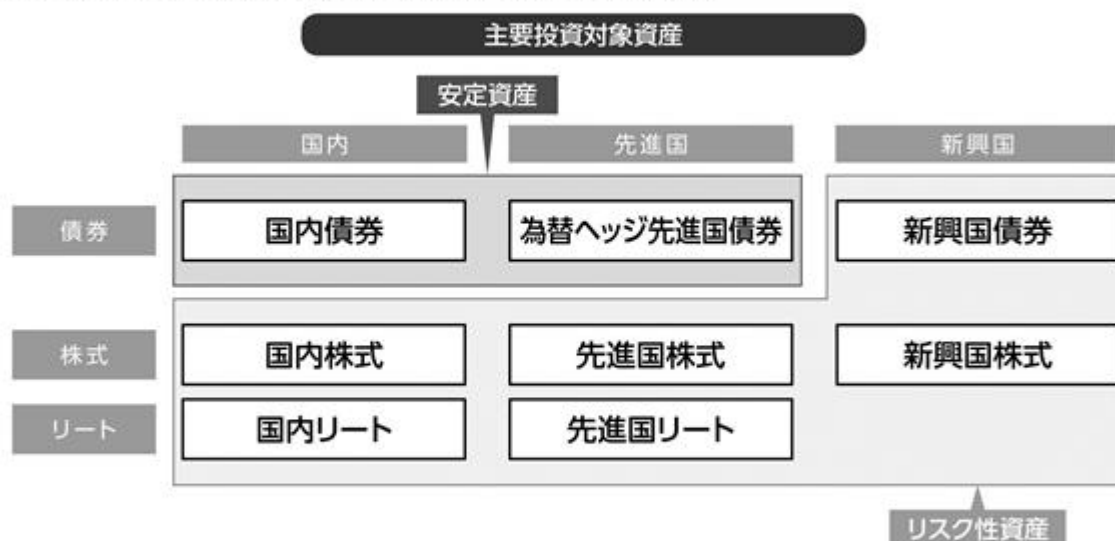 主要投資対象資産
安定資産
国内 先進国 新興国
債券 国内債券 為替ヘッジ先進国債券 新興国債券
株式 国内株式 先進国株式 新興国株式
リート 国内リート 先進国リート
リスク性資産